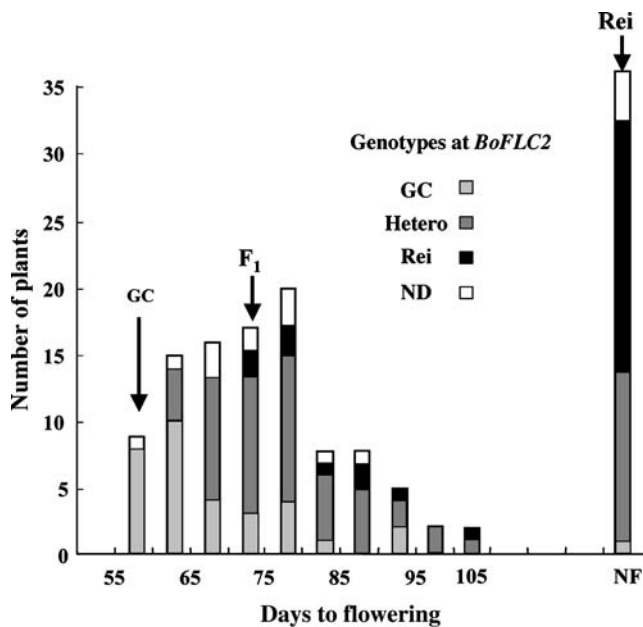 Rei
35
30
25
20
15
10
5
0
Number of plants
Genotypes at BoFLC2
GC
Hetero
Rei
ND
GC
F1
55 65 75 85 95 105 NF
Days to flowering